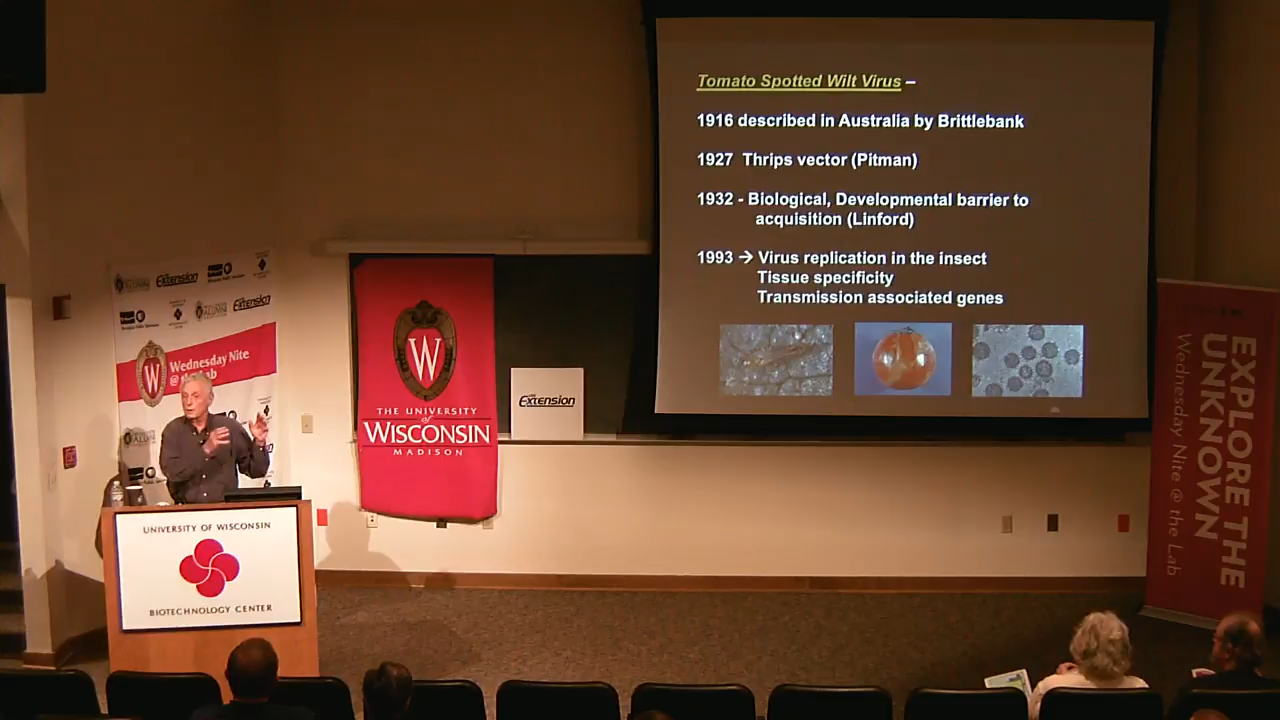 Tomato Spotted Wilt Virus –
1916 described in Australia by Brittlebank
1927 Thrips vector (Pitman)
1932 - Biological, Developmental barrier to
acquisition (Linford)
1993 → Virus replication in the insect
Tissue specificity
Transmission associated genes
Extension
Extension
Wednesday Nite
@ the Lab
W
THE UNIVERSITY
of
WISCONSIN
MADISON
Extension
UNIVERSITY OF WISCONSIN
BIOTECHNOLOGY CENTER
EXPLORE THE
UNKNOWN
Wednesday Nite @ the Lab